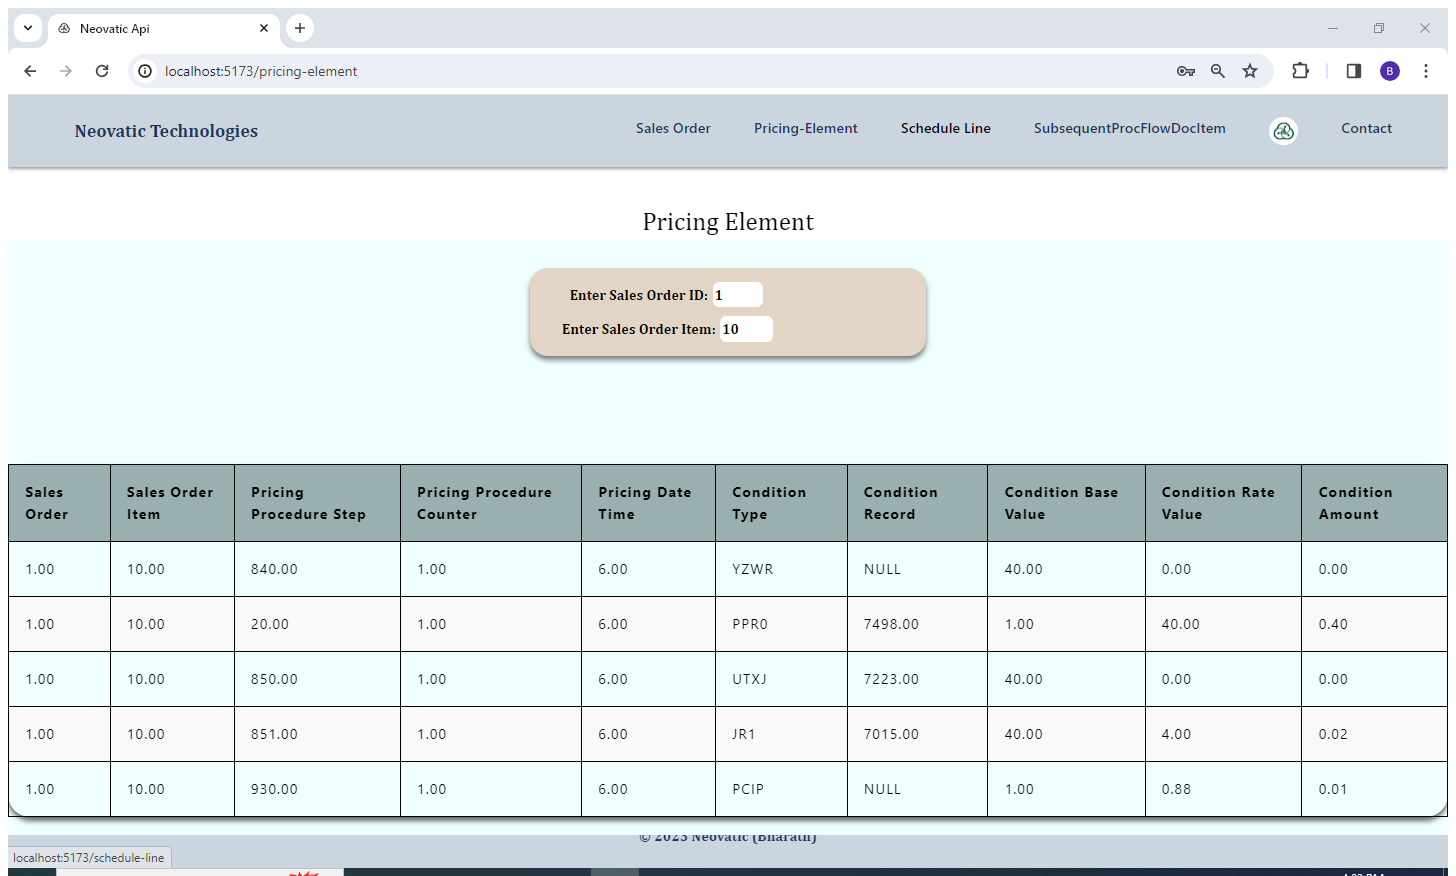 Neovatic Api
localhost:5173/pricing-element
B
Neovatic Technologies
Sales Order
Pricing-Element
Schedule Line
SubsequentProcFlowDocItem
Contact
Pricing Element
Enter Sales Order ID: 1
Enter Sales Order Item: 10
Sales Order Sales Order Item Pricing Procedure Step Pricing Procedure Counter Pricing Date Time Condition Type Condition Record Condition Base Value Condition Rate Value Condition Amount
1.00 10.00 840.00 1.00 6.00 YZWR NULL 40.00 0.00 0.00
1.00 10.00 20.00 1.00 6.00 PPR0 7498.00 1.00 40.00 0.40
1.00 10.00 850.00 1.00 6.00 UTXJ 7223.00 40.00 0.00 0.00
1.00 10.00 851.00 1.00 6.00 JR1 7015.00 40.00 4.00 0.02
1.00 10.00 930.00 1.00 6.00 PCIP NULL 1.00 0.88 0.01
© 2023 Neovatic (Bharath)
localhost:5173/schedule-line